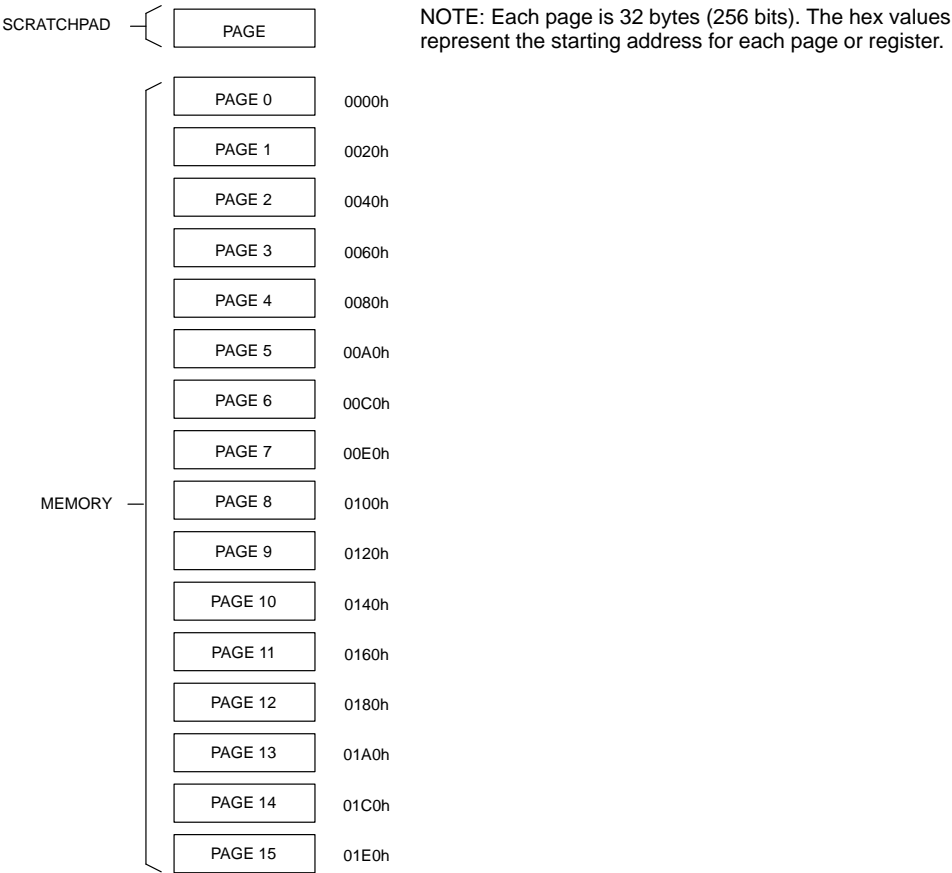 SCRATCHPAD
PAGE
NOTE: Each page is 32 bytes (256 bits). The hex values
represent the starting address for each page or register.
PAGE 0 0000h
PAGE 1 0020h
PAGE 2 0040h
PAGE 3 0060h
PAGE 4 0080h
PAGE 5 00A0h
PAGE 6 00C0h
PAGE 7 00E0h
MEMORY PAGE 8 0100h
PAGE 9 0120h
PAGE 10 0140h
PAGE 11 0160h
PAGE 12 0180h
PAGE 13 01A0h
PAGE 14 01C0h
PAGE 15 01E0h